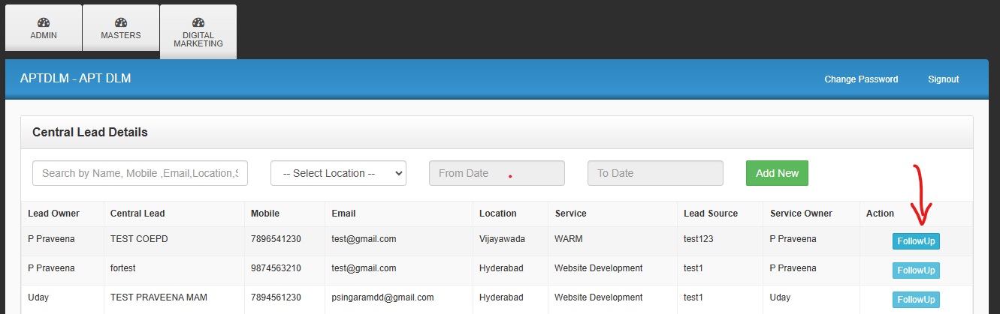 ADMIN
MASTERS
DIGITAL
MARKETING
APTDLM - APT DLM
Change Password
Signout
Central Lead Details
Search by Name, Mobile ,Email,Location,S
-- Select Location --
From Date
To Date
Add New
Lead Owner Central Lead Mobile Email Location Service Lead Source Service Owner Action
P Praveena TEST COEPD 7896541230 test@gmail.com Vijayawada WARM test123 P Praveena FollowUp
P Praveena fortest 9874563210 test@gmail.com Hyderabad Website Development test1 P Praveena FollowUp
Uday TEST PRAVEENA MAM 7894561230 psingaramdd@gmail.com Hyderabad Website Development test1 Uday FollowUp